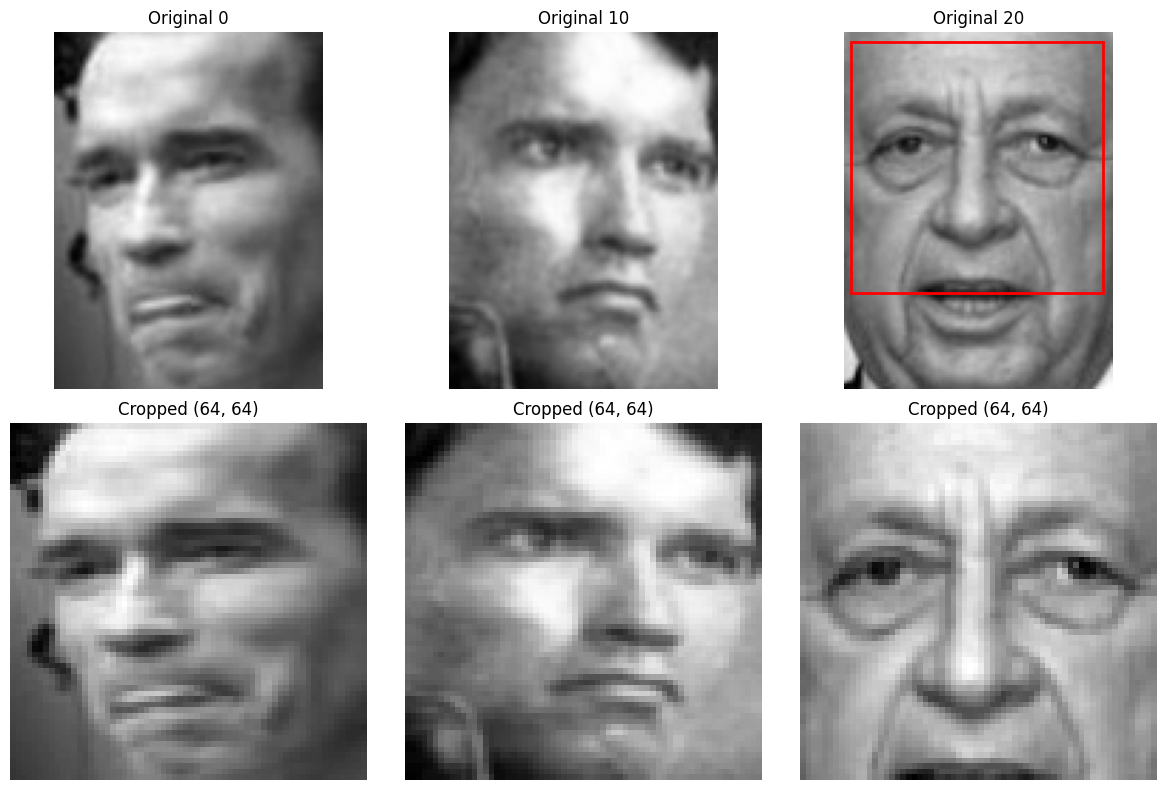 Original 0
Original 10
Original 20
Cropped (64, 64)
Cropped (64, 64)
Cropped (64, 64)